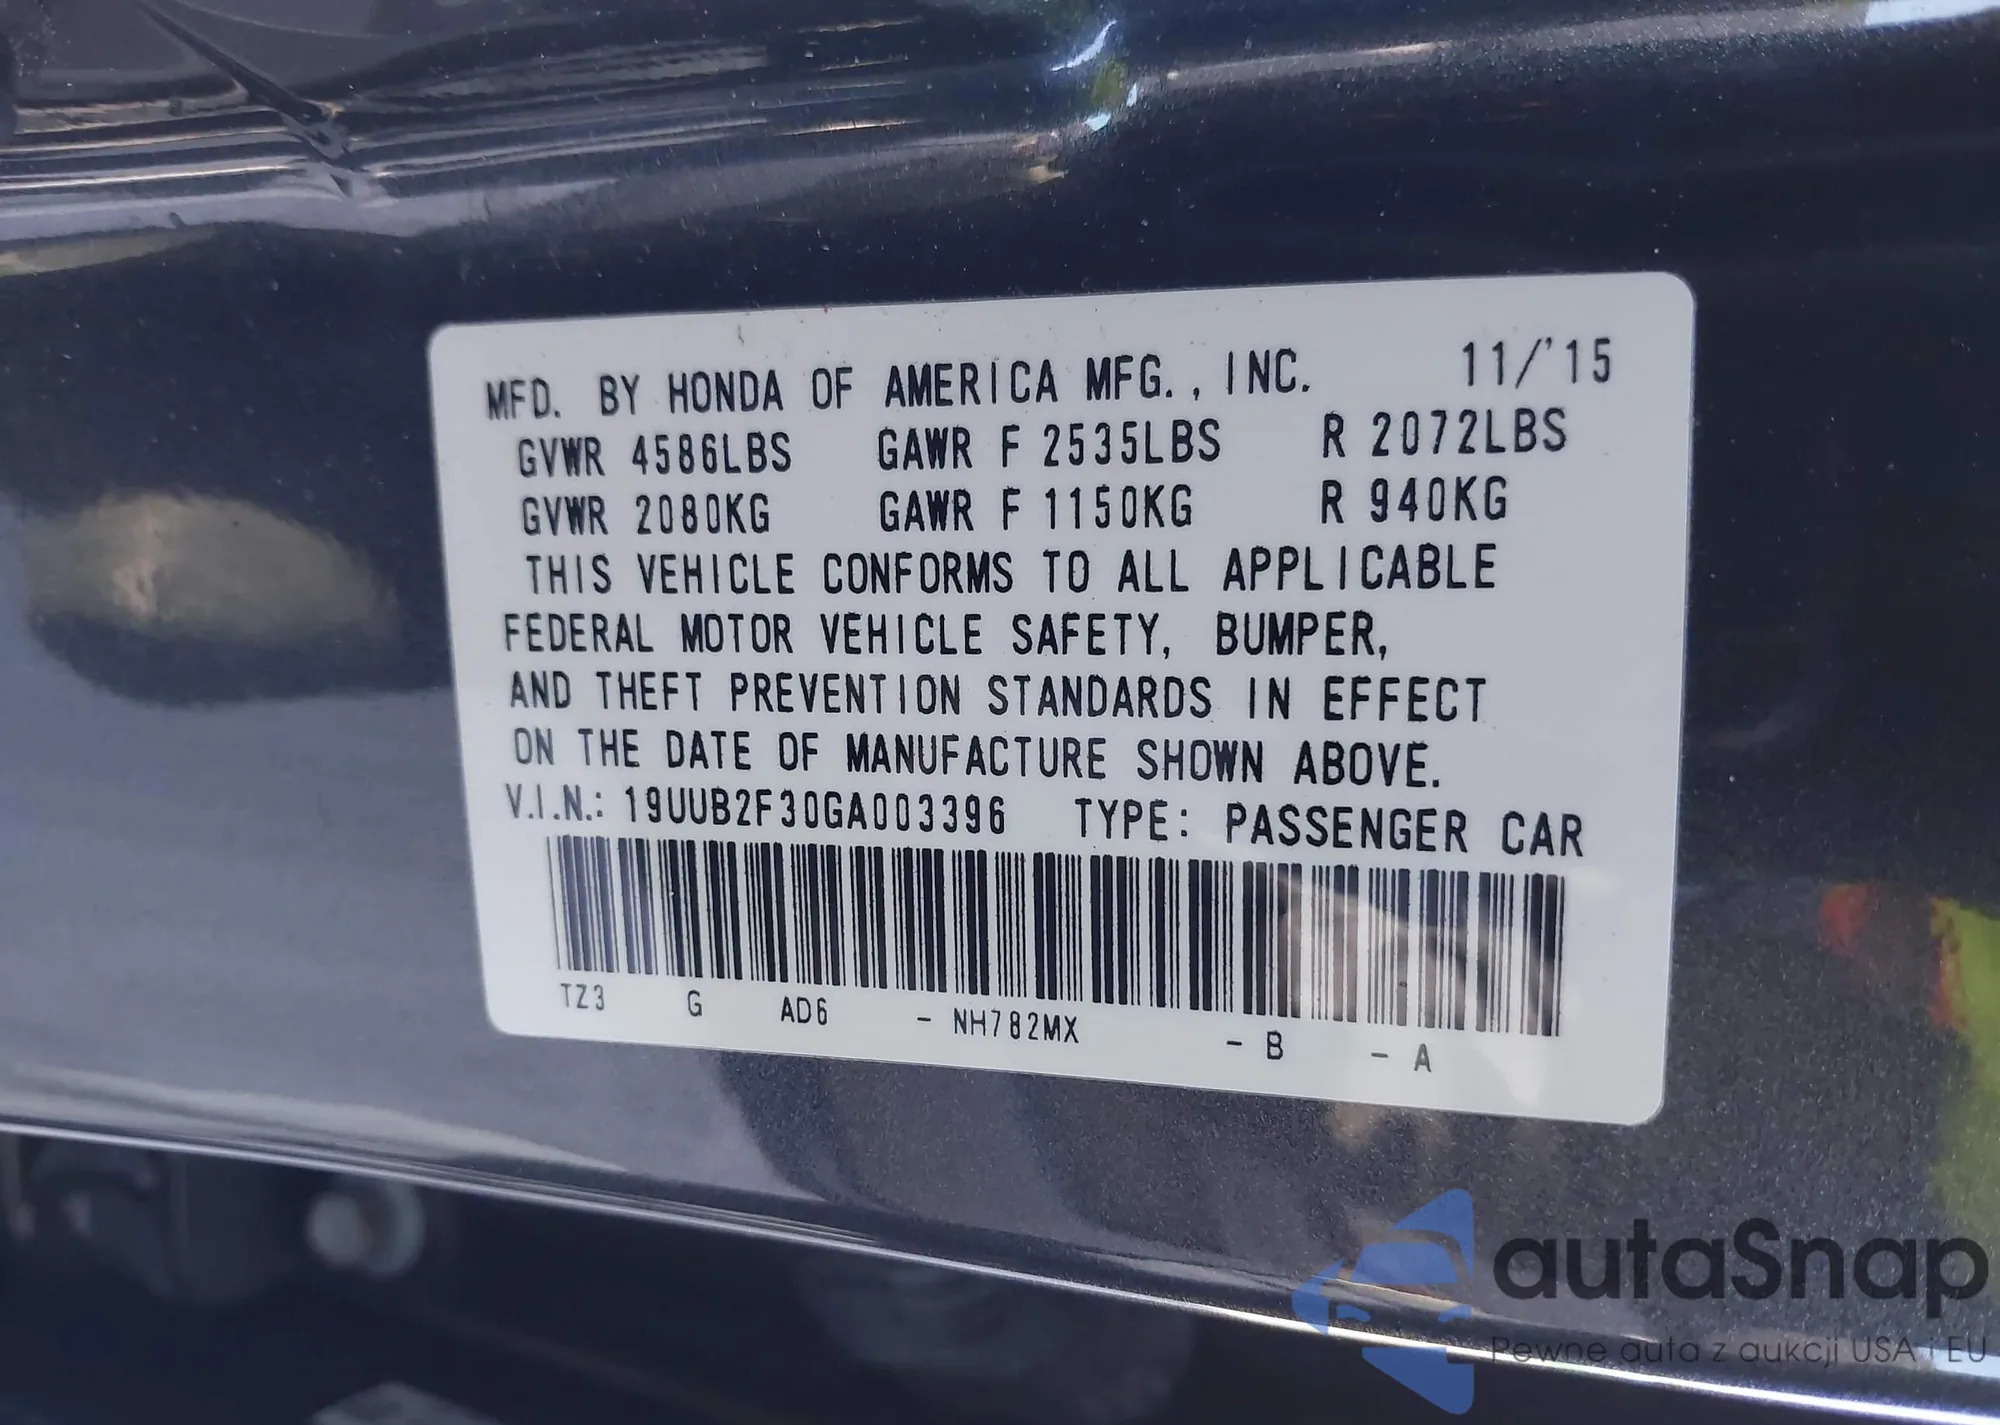 MFD. BY HONDA OF AMERICA MFG., INC. 11/'15
GVWR 4586LBS GAWR F 2535LBS R 2072LBS
GVWR 2080KG GAWR F 1150KG R 940KG
THIS VEHICLE CONFORMS TO ALL APPLICABLE
FEDERAL MOTOR VEHICLE SAFETY, BUMPER,
AND THEFT PREVENTION STANDARDS IN EFFECT
ON THE DATE OF MANUFACTURE SHOWN ABOVE.
V.I.N.: 19UUB2F30GA003396 TYPE: PASSENGER CAR
TZ3 G AD6 - NH782MX - B - A
autaSnap
Pewne auta z aukcji USA i EU